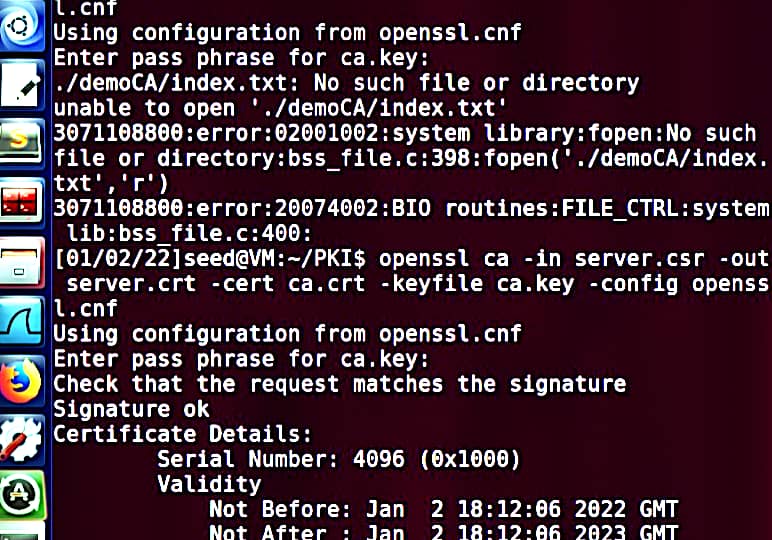 l.cnf
Using configuration from openssl.cnf
Enter pass phrase for ca.key:
./demoCA/index.txt: No such file or directory
unable to open './demoCA/index.txt'
3071108800:error:02001002:system library:fopen:No such
file or directory:bss_file.c:398:fopen('./demoCA/index.
txt','r')
3071108800:error:20074002:BIO routines:FILE_CTRL:system
 lib:bss_file.c:400:
[01/02/22]seed@VM:~/PKI$ openssl ca -in server.csr -out
 server.crt -cert ca.crt -keyfile ca.key -config openss
l.cnf
Using configuration from openssl.cnf
Enter pass phrase for ca.key:
Check that the request matches the signature
Signature ok
Certificate Details:
        Serial Number: 4096 (0x1000)
        Validity
            Not Before: Jan  2 18:12:06 2022 GMT
            Not After : Jan  2 18:12:06 2023 GMT